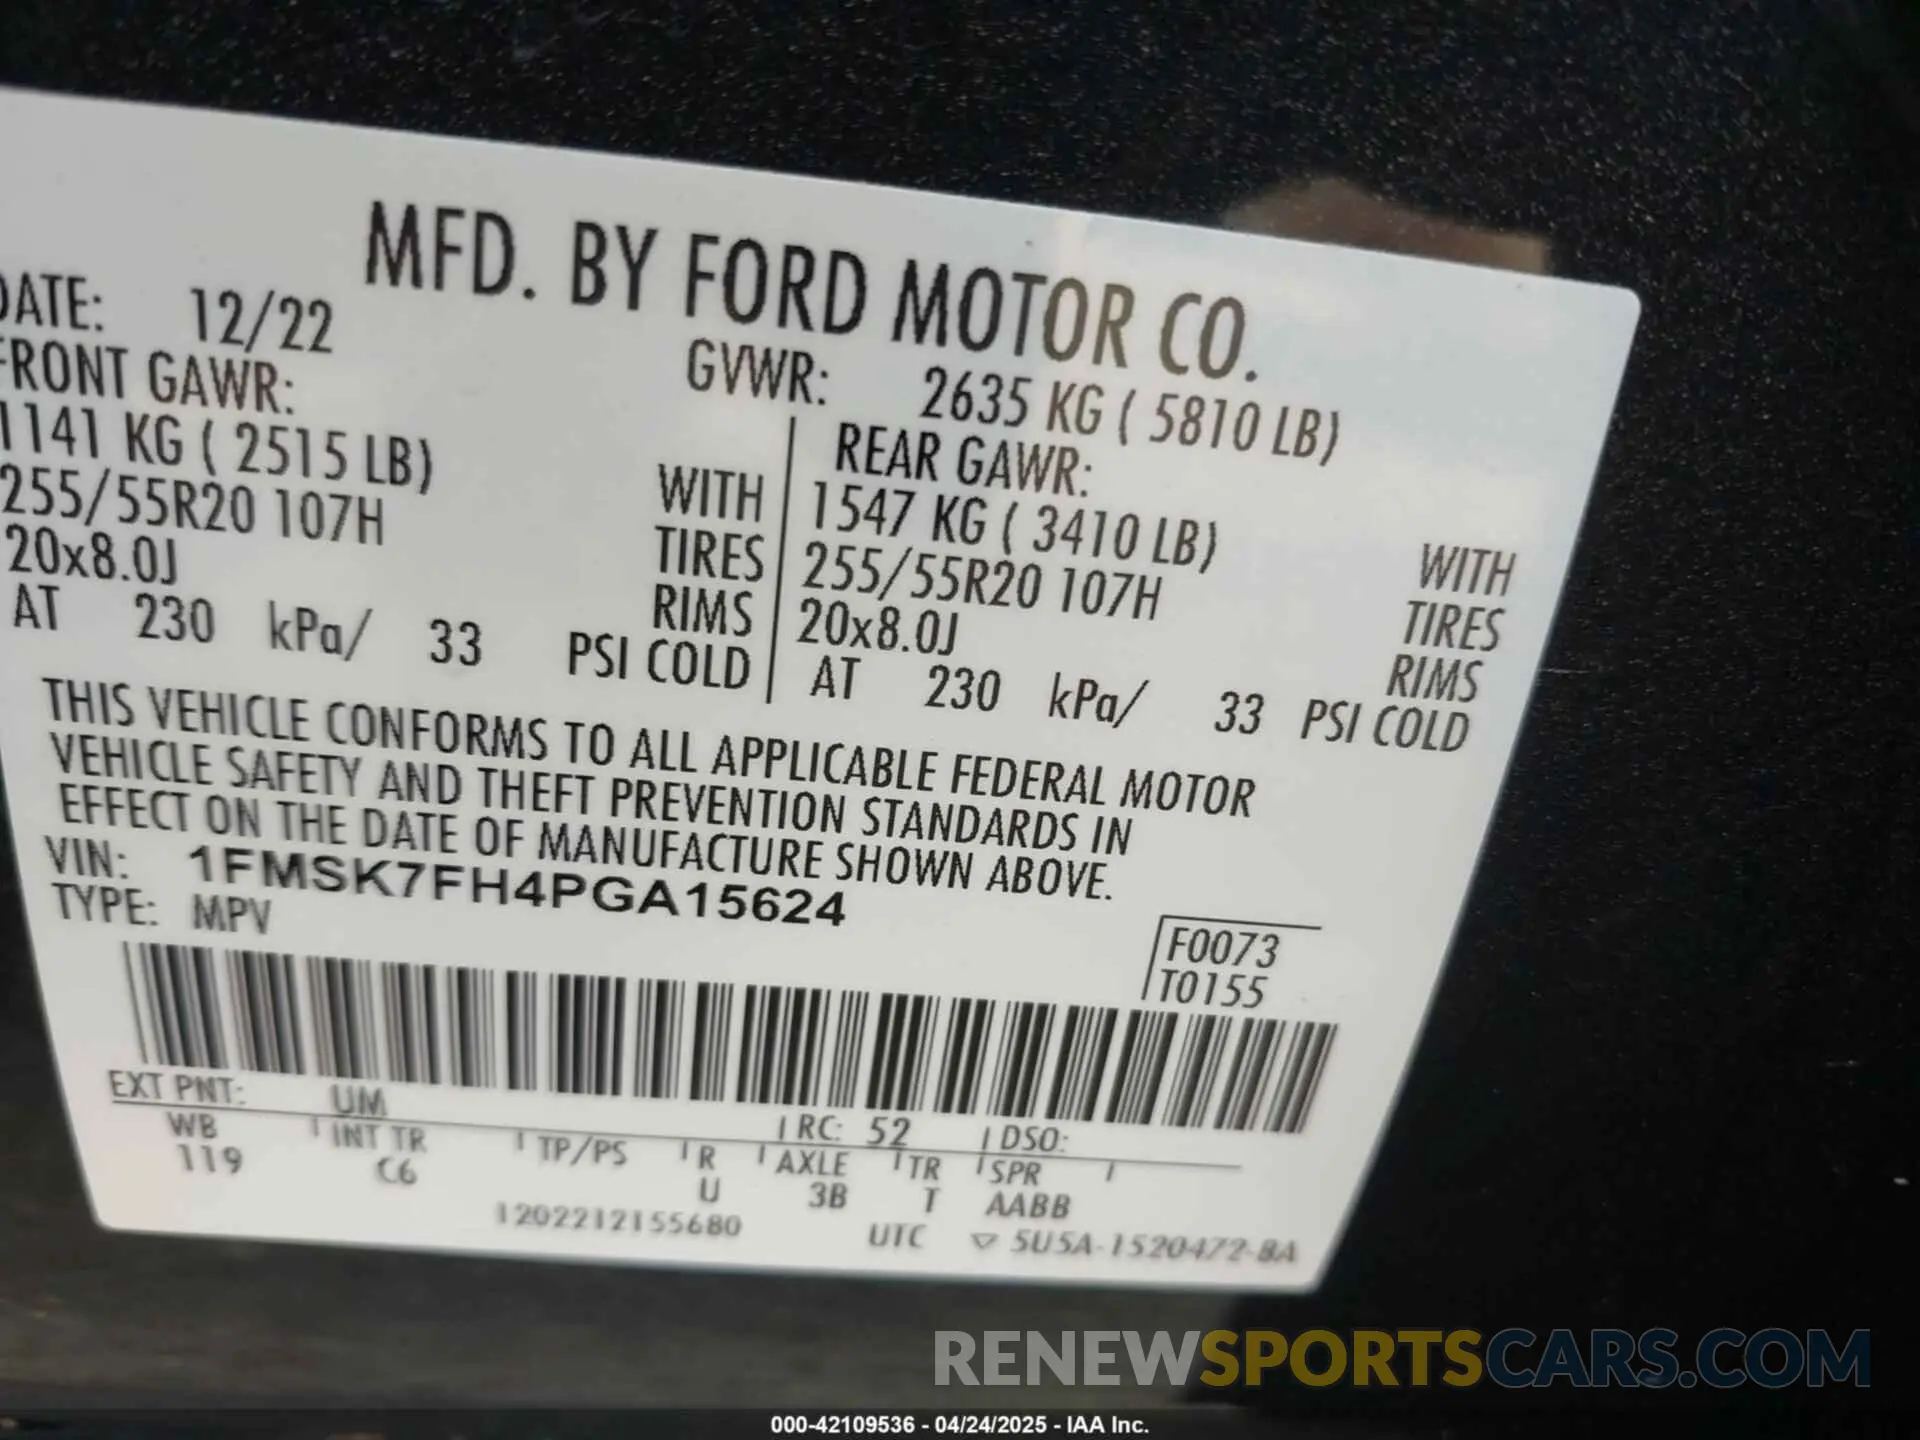 MFD. BY FORD MOTOR CO.
DATE: 12/22 GVWR: 2635 KG ( 5810 LB)
FRONT GAWR: REAR GAWR:
1141 KG ( 2515 LB) WITH 1547 KG ( 3410 LB) WITH
255/55R20 107H TIRES 255/55R20 107H TIRES
20x8.0J RIMS 20x8.0J RIMS
AT 230 kPa/ 33 PSI COLD AT 230 kPa/ 33 PSI COLD
THIS VEHICLE CONFORMS TO ALL APPLICABLE FEDERAL MOTOR
VEHICLE SAFETY AND THEFT PREVENTION STANDARDS IN
EFFECT ON THE DATE OF MANUFACTURE SHOWN ABOVE.
VIN: 1FMSK7FH4PGA15624
TYPE: MPV
F0073
T0155
EXT PNT: UM RC: 52 DSO:
WB INT TR TP/PS R AXLE TR SPR
119 C6 U 3B T AABB
1202212155680 UTC ▽ 5U5A-1520472-BA
RENEWSPORTSCARS.COM
000-42109536 - 04/24/2025 - IAA Inc.